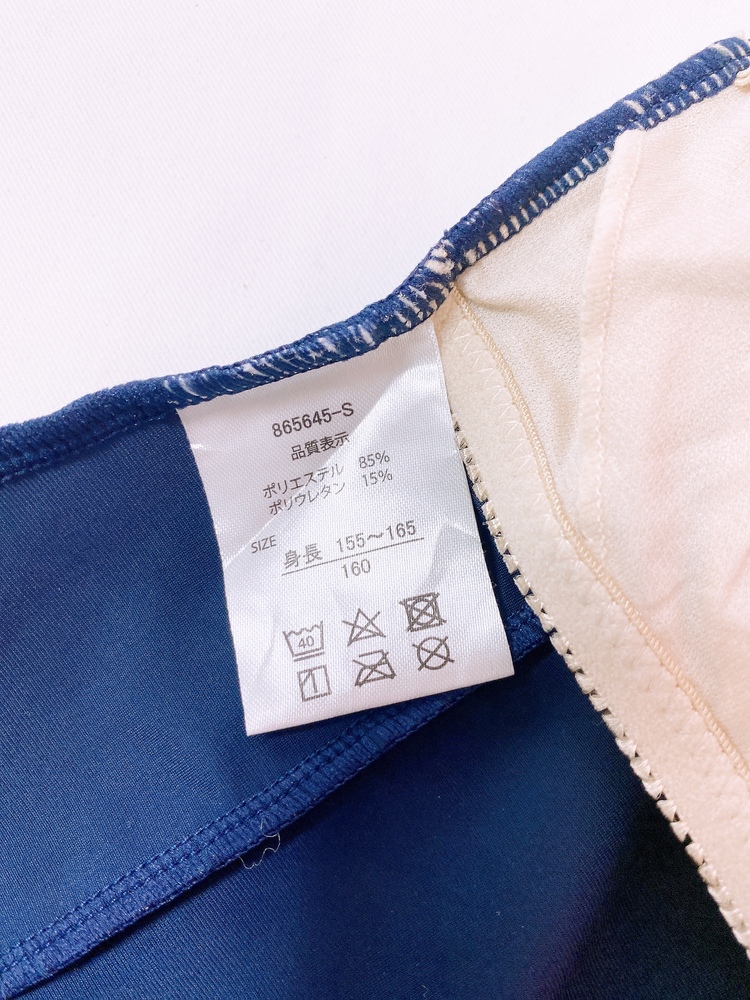 865645-S
品質表示
ポリエステル 85%
ポリウレタン 15%
SIZE 身長 155〜165
160
40